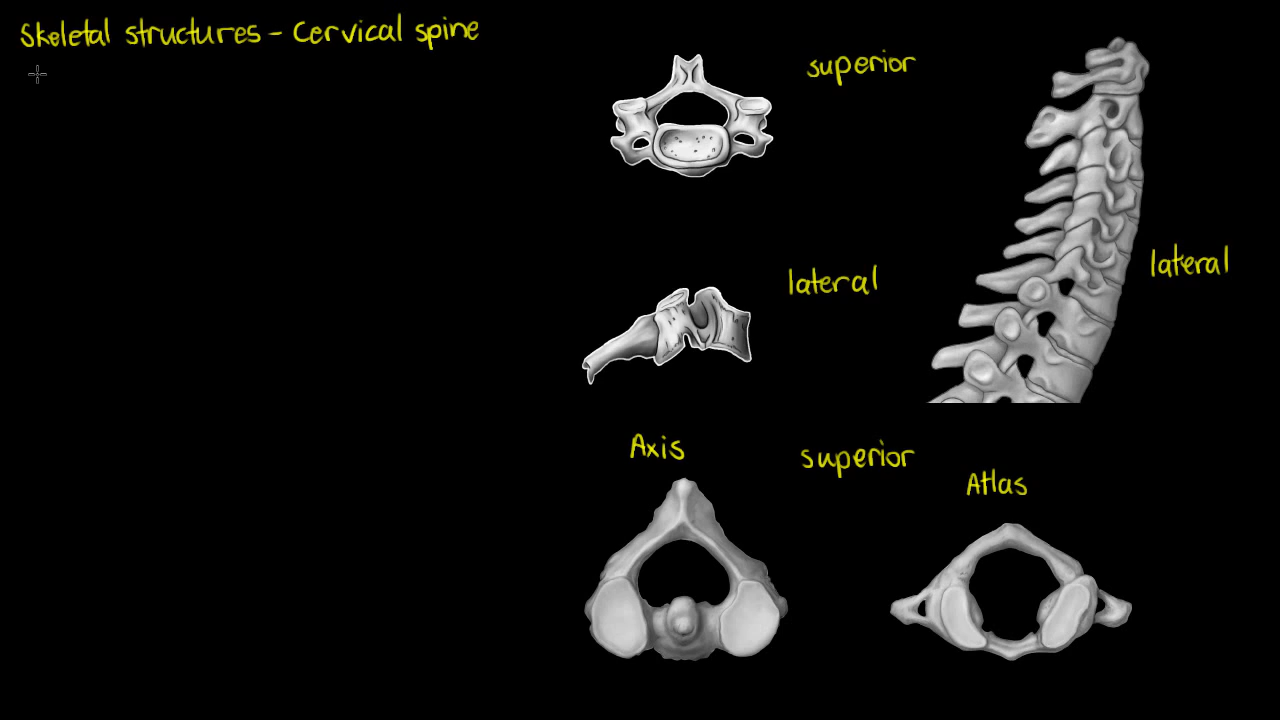 Skeletal structures - Cervical spine
superior
lateral
lateral
Axis
superior
Atlas